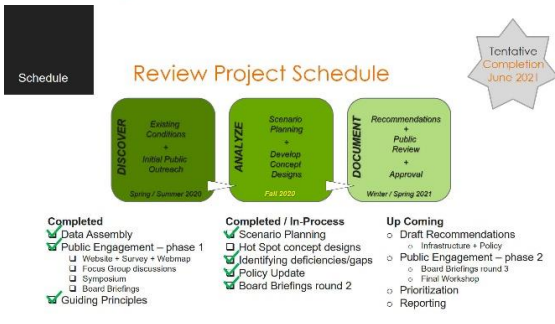 Schedule
Review Project Schedule
Tentative
Completion
June 2021
DISCOVER
Existing
Conditions
+
Initial Public
Outreach
Spring / Summer 2020
ANALYZE
Scenario
Planning
+
Develop
Concept
Designs
Fall 2020
DOCUMENT
Recommendations
+
Public
Review
+
Approval
Winter / Spring 2021
Completed
Data Assembly
Public Engagement – phase 1
Website + Survey + Webmap
Focus Group discussions
Symposium
Board Briefings
Guiding Principles
Completed / In-Process
Scenario Planning
Hot Spot concept designs
Identifying deficiencies/gaps
Policy Update
Board Briefings round 2
Up Coming
Draft Recommendations
Infrastructure + Policy
Public Engagement – phase 2
Board Briefings round 3
Final Workshop
Prioritization
Reporting